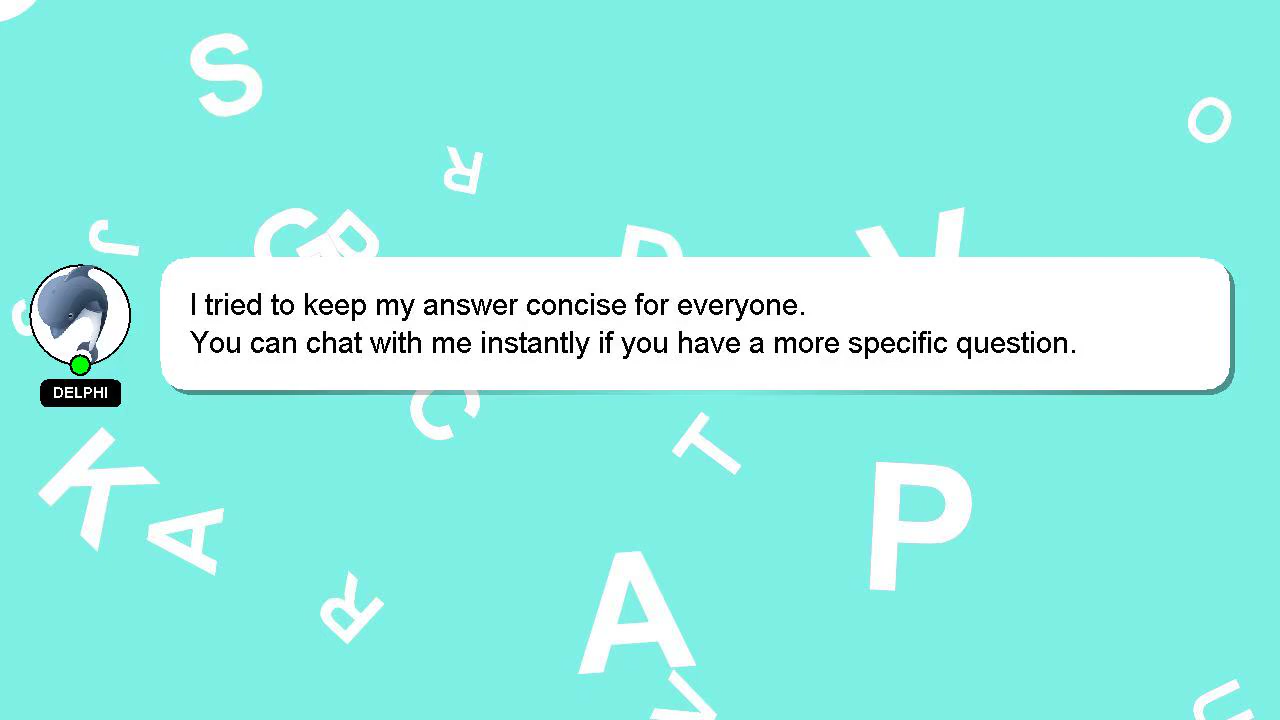 S
O
R
J
G
B
D
V
I tried to keep my answer concise for everyone.
You can chat with me instantly if you have a more specific question.
DELPHI
C
T
K
P
A
A
R
V
U